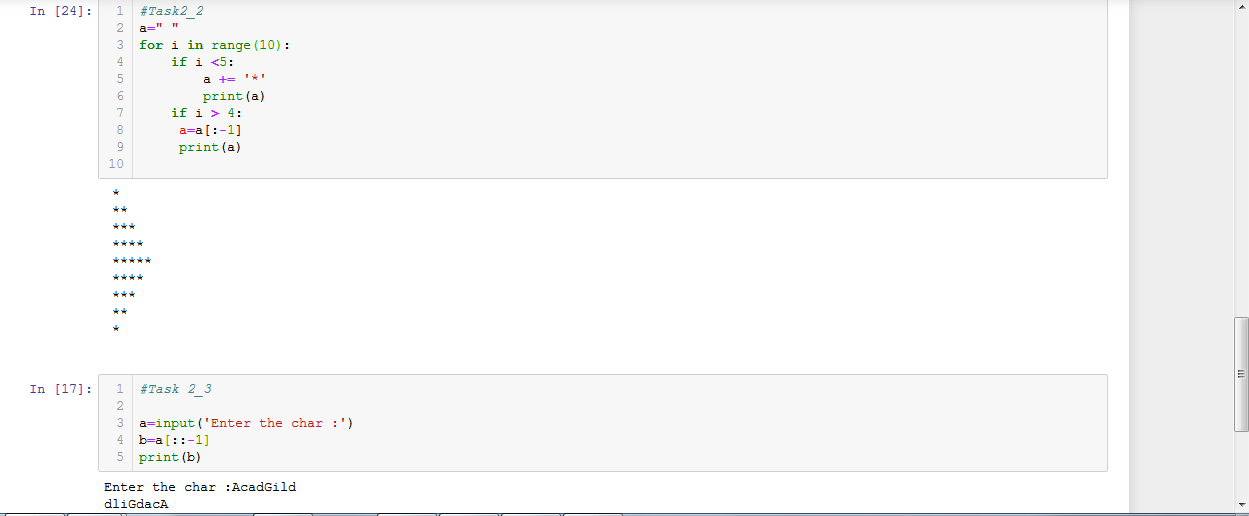 In [24]:
1 #Task2_2
2 a=" "
3 for i in range(10):
4     if i <5:
5         a += '*'
6         print(a)
7     if i > 4:
8      a=a[:-1]
9      print(a)
10
*
**
***
****
*****
****
***
**
*
In [17]:
1 #Task 2_3
2
3 a=input('Enter the char :')
4 b=a[::-1]
5 print(b)
Enter the char :AcadGild
dliGdacA